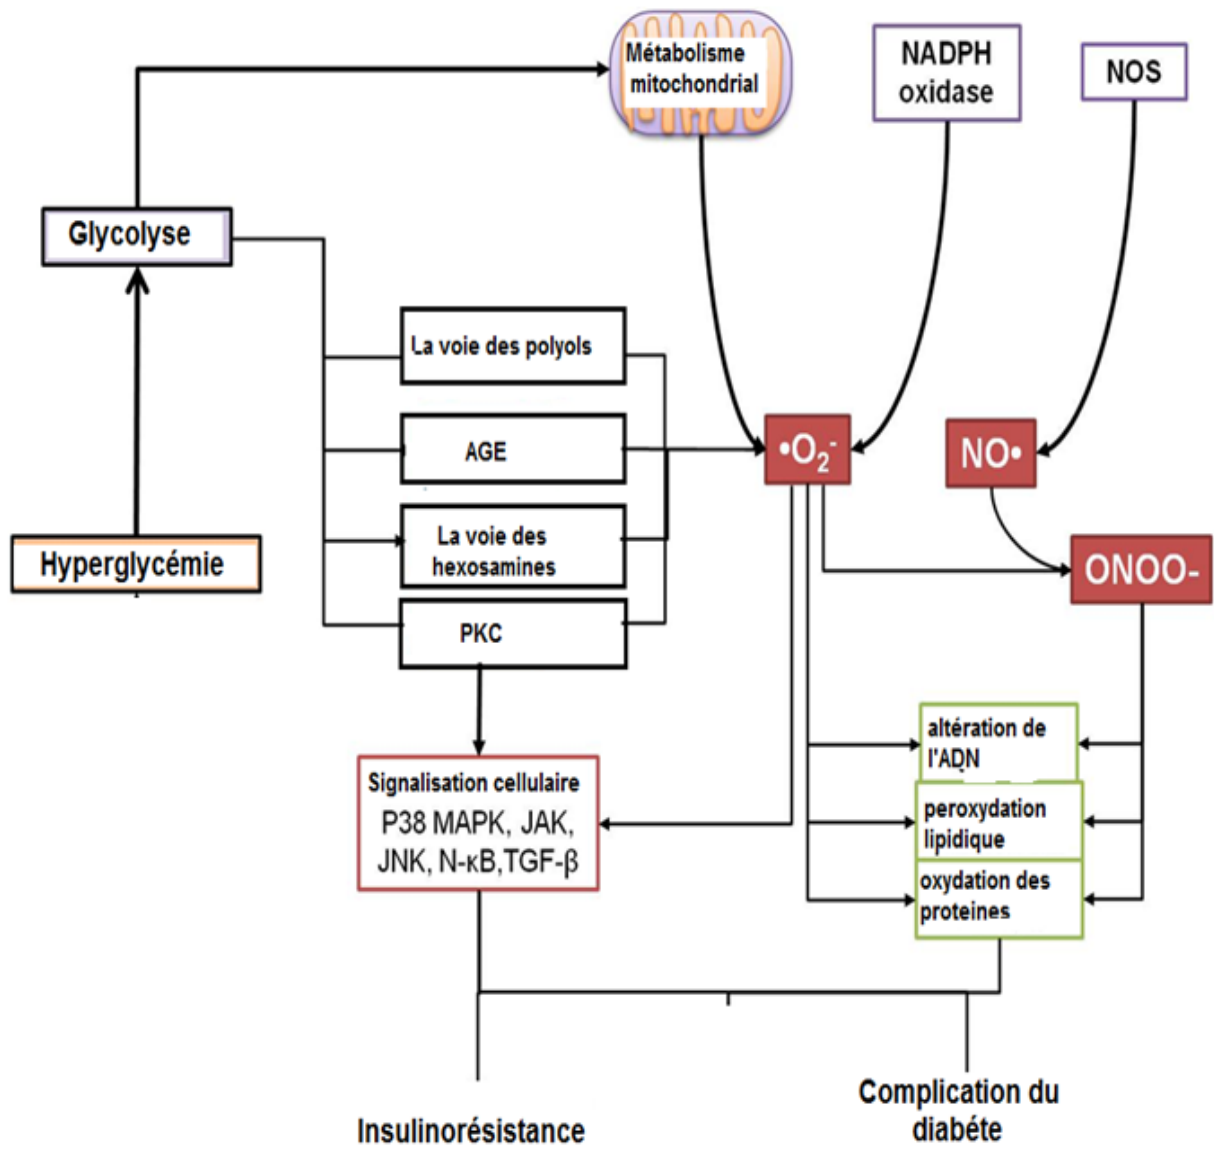 Métabolisme
mitochondrial
NADPH
oxidase
NOS
Glycolyse
La voie des polyols
AGE
•O₂⁻
NO•
La voie des
hexosamines
Hyperglycémie
ONOO-
PKC
altération de
l'ADN
Signalisation cellulaire
P38 MAPK, JAK,
JNK, N-κB,TGF-β
peroxydation
lipidique
oxydation des
proteines
Complication du
diabéte
Insulinorésistance